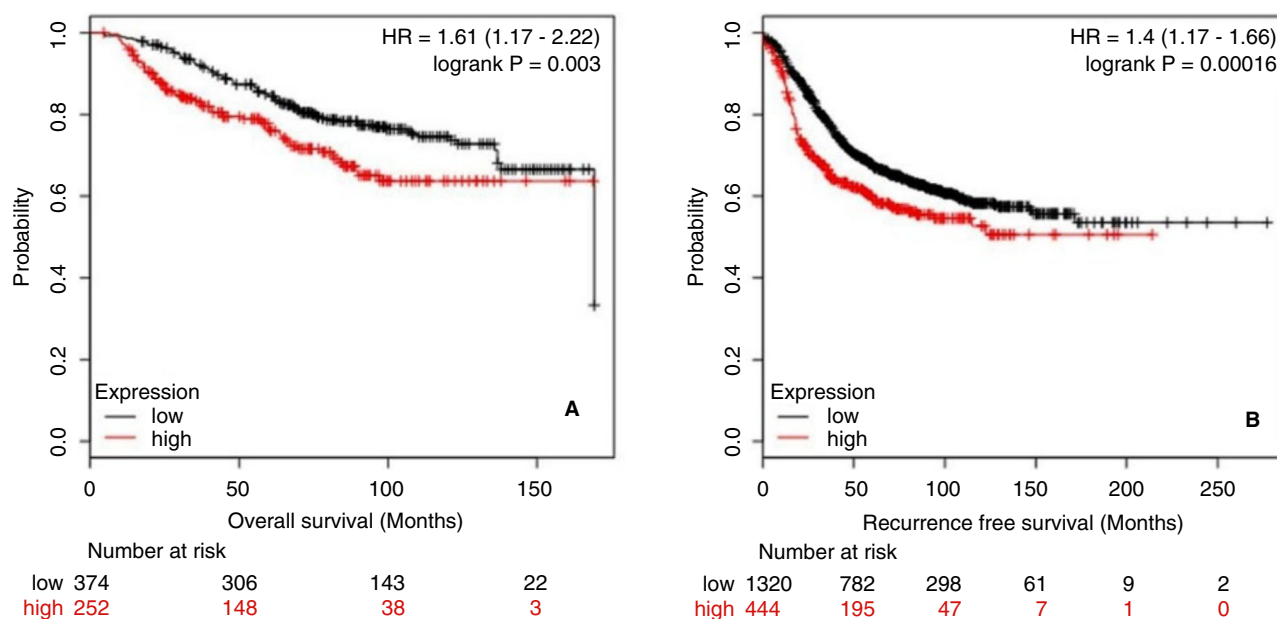 HR = 1.61 (1.17 - 2.22)
logrank P = 0.003
Probability
1.0
0.8
0.6
0.4
0.2
0.0
Expression
low
high
A
0 50 100 150
Overall survival (Months)
Number at risk
low 374 306 143 22
high 252 148 38 3
HR = 1.4 (1.17 - 1.66)
logrank P = 0.00016
Probability
1.0
0.8
0.6
0.4
0.2
0.0
Expression
low
high
B
0 50 100 150 200 250
Recurrence free survival (Months)
Number at risk
low 1320 782 298 61 9 2
high 444 195 47 7 1 0